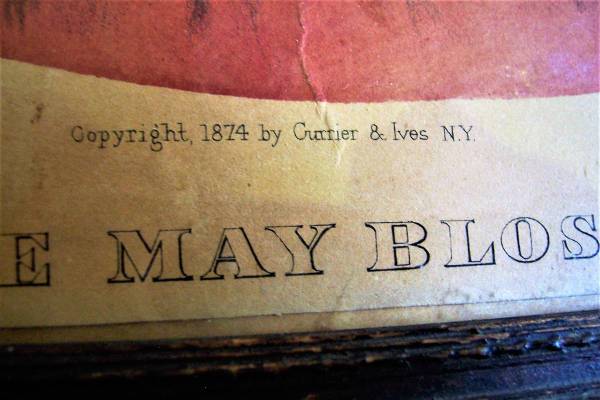 Copyright, 1874 by Currier & Ives N.Y.
E MAY BLOS